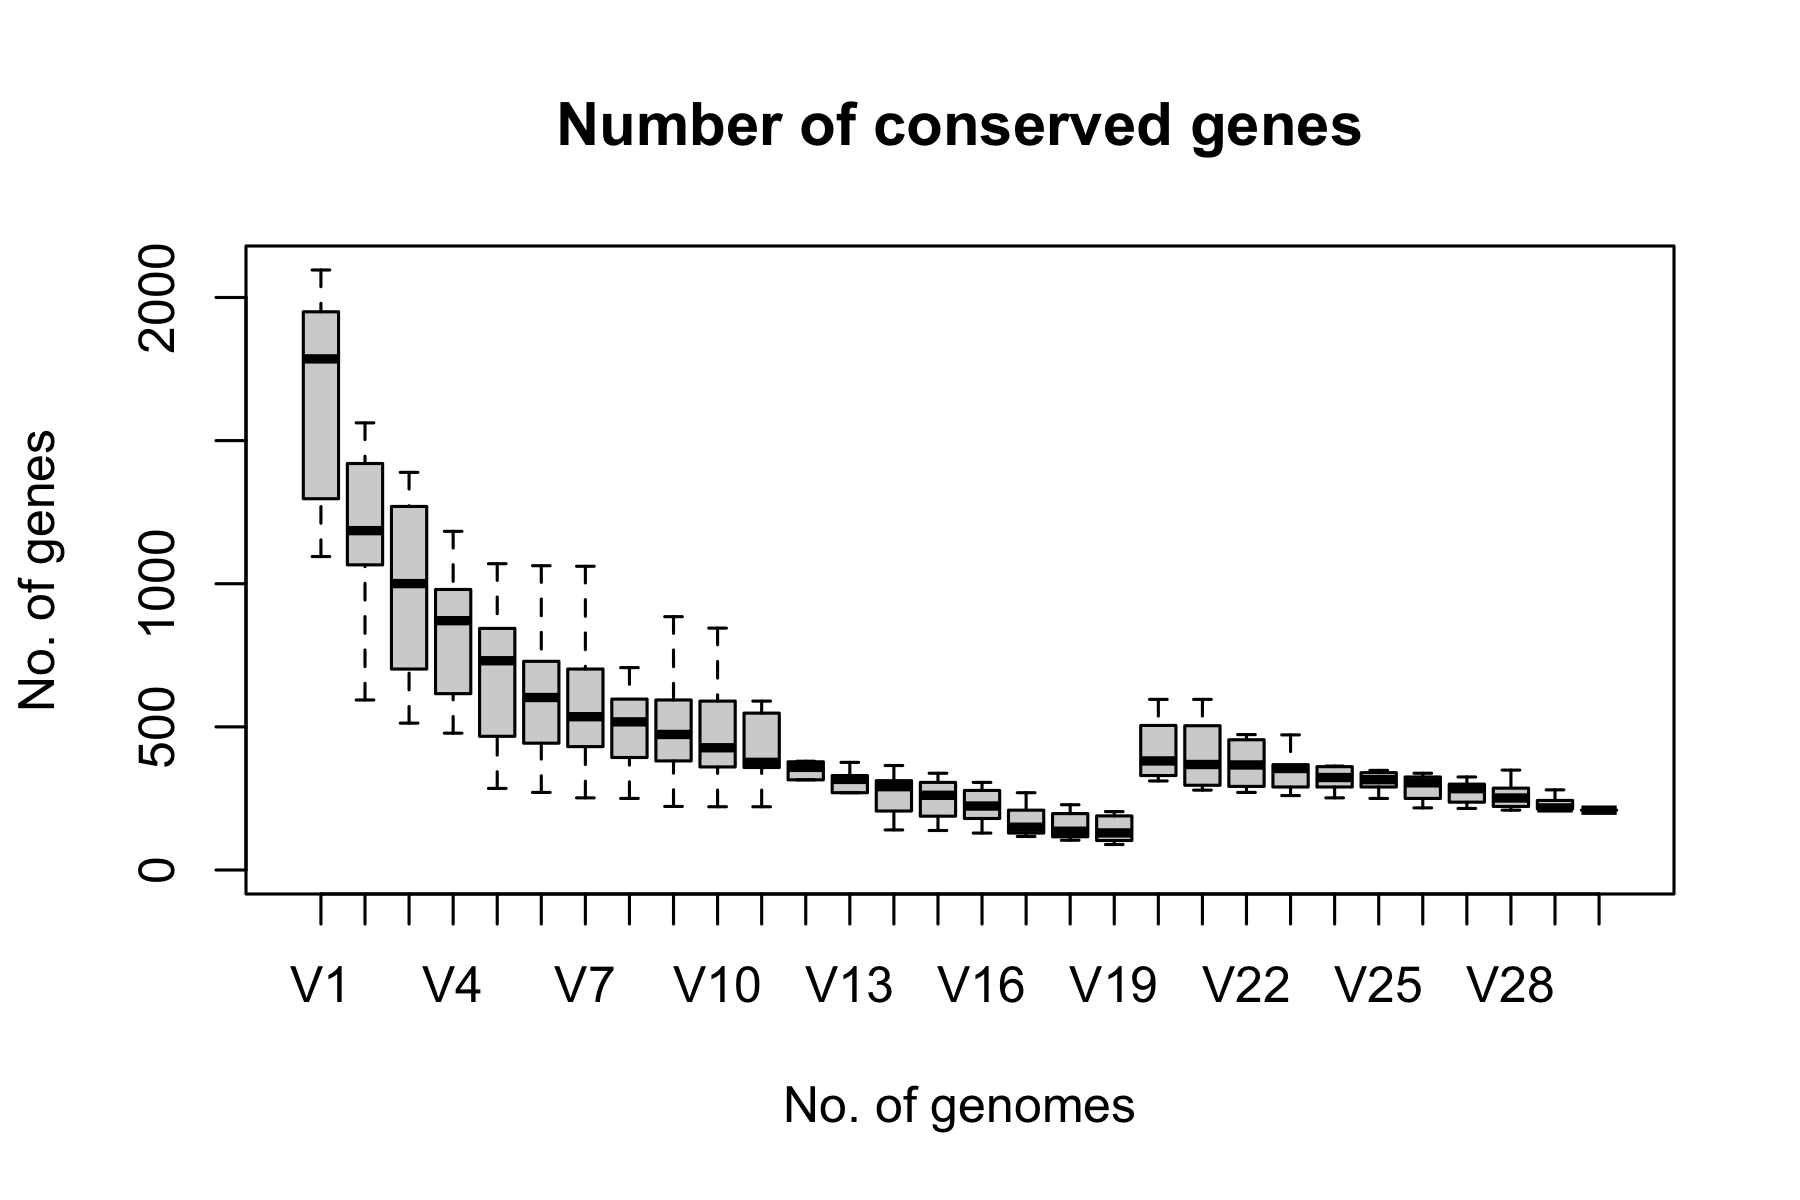 Number of conserved genes
No. of genes
2000
1000
500
0
V1 V4 V7 V10 V13 V16 V19 V22 V25 V28
No. of genomes